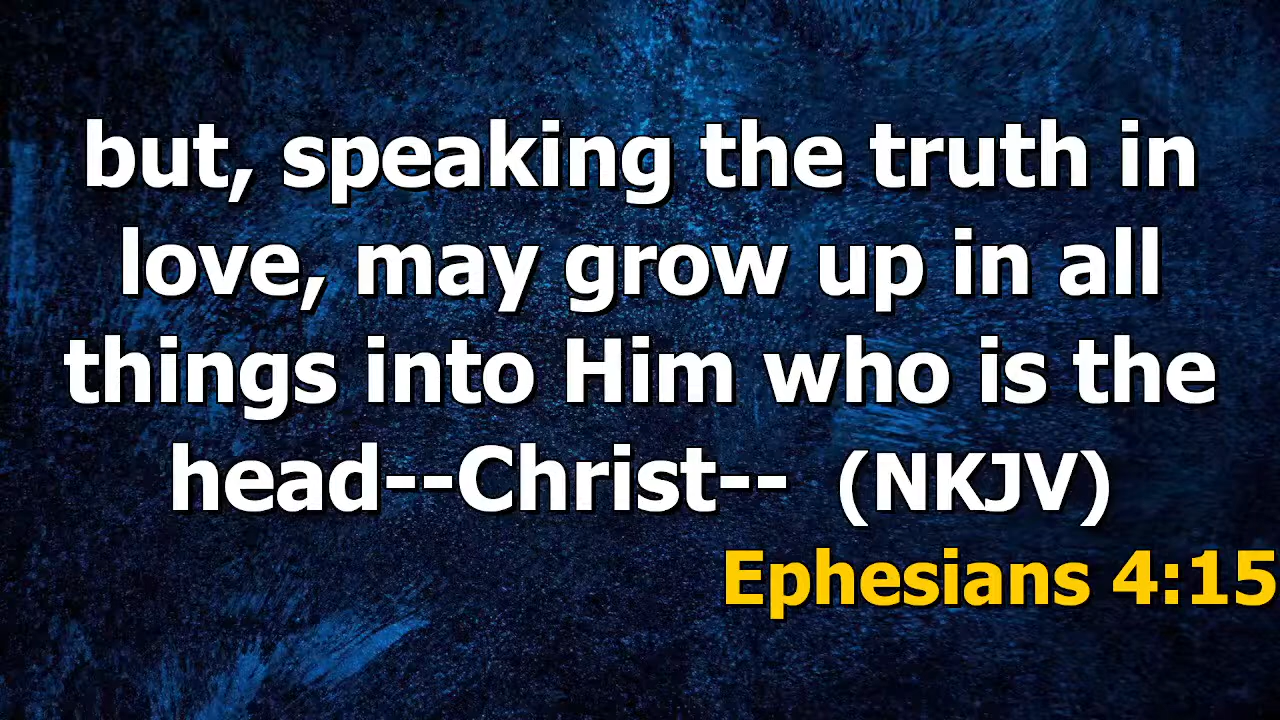 but, speaking the truth in
love, may grow up in all
things into Him who is the
head--Christ--  (NKJV)
Ephesians 4:15